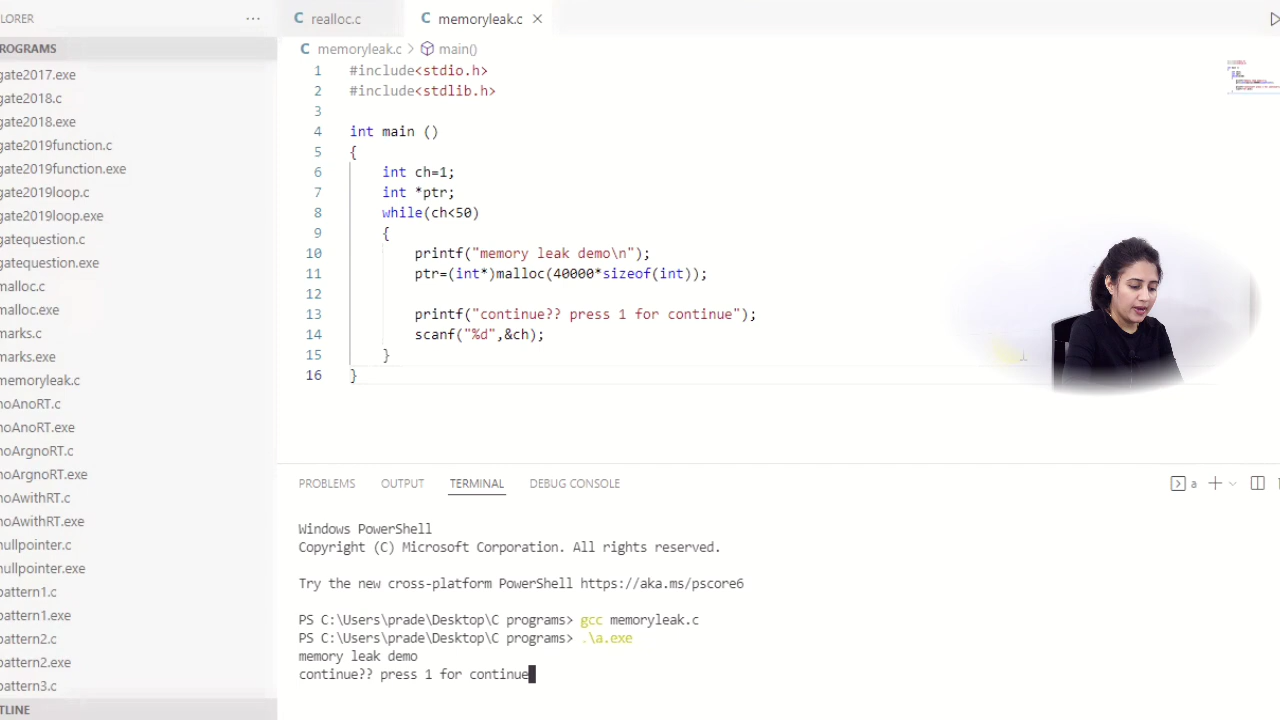 LORER ···
realloc.c
memoryleak.c
ROGRAMS
memoryleak.c > main()
gate2017.exe
gate2018.c
gate2018.exe
gate2019function.c
gate2019function.exe
gate2019loop.c
gate2019loop.exe
gatequestion.c
gatequestion.exe
malloc.c
malloc.exe
marks.c
marks.exe
memoryleak.c
noAnoRT.c
noAnoRT.exe
noArgnoRT.c
noArgnoRT.exe
noAwithRT.c
noAwithRT.exe
nullpointer.c
nullpointer.exe
pattern1.c
pattern1.exe
pattern2.c
pattern2.exe
pattern3.c
TLINE
1 #include<stdio.h>
2 #include<stdlib.h>
3
4 int main ()
5 {
6 int ch=1;
7 int *ptr;
8 while(ch<50)
9 {
10 printf("memory leak demo\n");
11 ptr=(int*)malloc(40000*sizeof(int));
12
13 printf("continue?? press 1 for continue");
14 scanf("%d",&ch);
15 }
16 }
PROBLEMS OUTPUT TERMINAL DEBUG CONSOLE
a
Windows PowerShell
Copyright (C) Microsoft Corporation. All rights reserved.
Try the new cross-platform PowerShell https://aka.ms/pscore6
PS C:\Users\prade\Desktop\C programs> gcc memoryleak.c
PS C:\Users\prade\Desktop\C programs> .\a.exe
memory leak demo
continue?? press 1 for continue